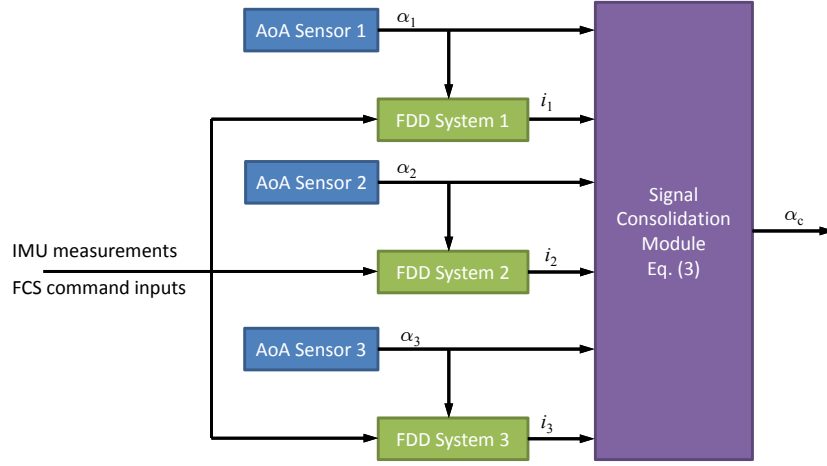 AoA Sensor 1
α₁
FDD System 1
i₁
AoA Sensor 2
α₂
IMU measurements
FCS command inputs
FDD System 2
i₂
AoA Sensor 3
α₃
FDD System 3
i₃
Signal
Consolidation
Module
Eq. (3)
α_c